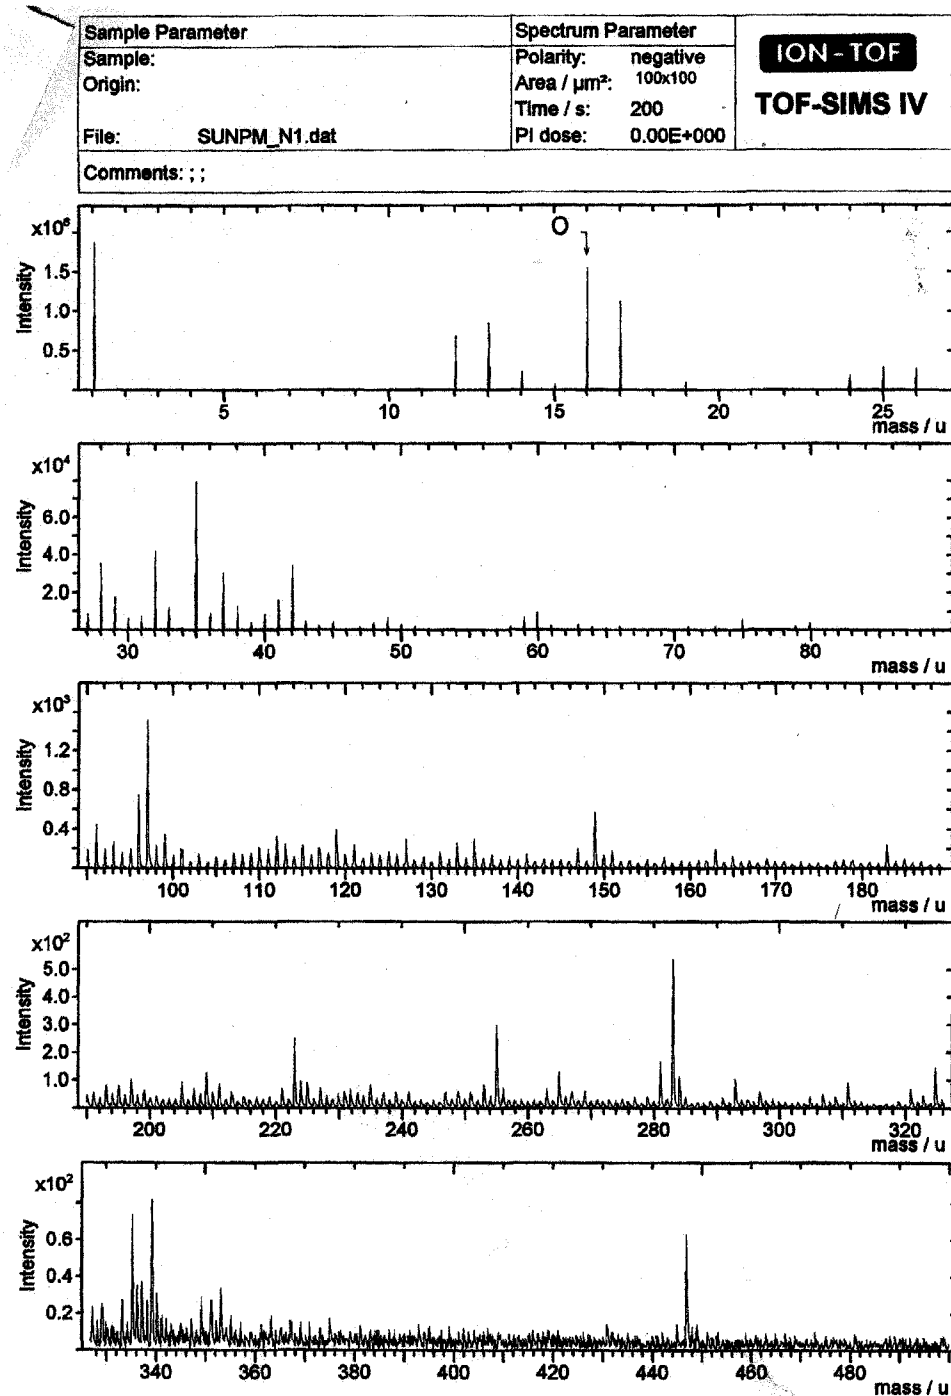 Sample Parameter
Sample:
Origin:
File: SUNPM_N1.dat
Spectrum Parameter
Polarity: negative
Area / µm²: 100x100
Time / s: 200
PI dose: 0.00E+000
ION-TOF
TOF-SIMS IV
Comments: ; ;
x10⁶
O
Intensity
1.5
1.0
0.5
5 10 15 20 25
mass / u
x10⁴
Intensity
6.0
4.0
2.0
30 40 50 60 70 80
mass / u
x10³
Intensity
1.2
0.8
0.4
100 110 120 130 140 150 160 170 180
mass / u
x10²
Intensity
5.0
4.0
3.0
2.0
1.0
200 220 240 260 280 300 320
mass / u
x10²
Intensity
0.6
0.4
0.2
340 360 380 400 420 440 460 480
mass / u